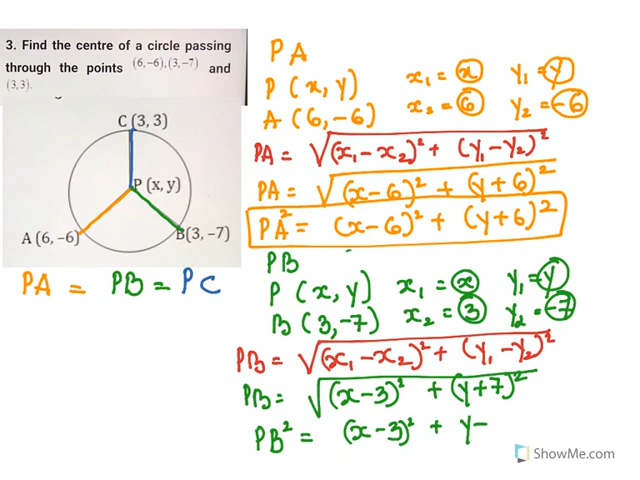 3. Find the centre of a circle passing
through the points (6,−6),(3,−7) and
(3,3).
C (3, 3)
P (x, y)
A (6, −6)
B(3, −7)
PA = PB = PC
PA
P (x, y) x₁ = x y₁ = y
A (6, −6) x₂ = 6 y₂ = −6
PA = √(x₁ − x₂)² + (y₁ − y₂)²
PA = √(x − 6)² + (y + 6)²
PA² = (x − 6)² + (y + 6)²
PB
P (x, y) x₁ = x y₁ = y
B (3, −7) x₂ = 3 y₂ = −7
PB = √(x₁ − x₂)² + (y₁ − y₂)²
PB = √(x − 3)² + (y + 7)²
PB² = (x − 3)² + y −
ShowMe.com